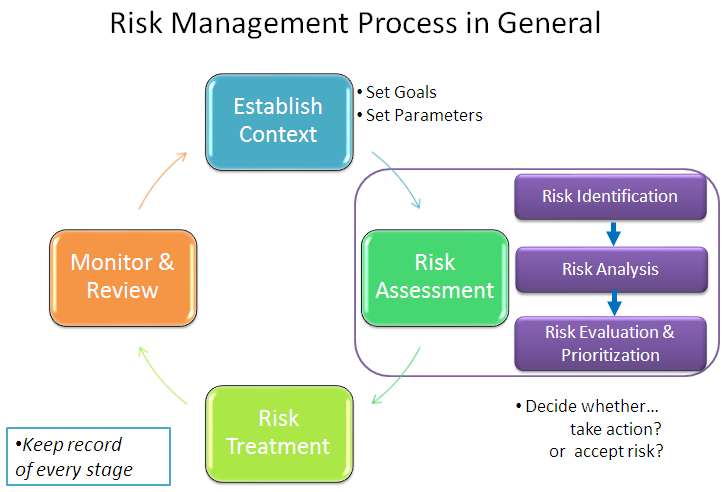 Risk Management Process in General
Establish
Context
• Set Goals
• Set Parameters
Risk
Assessment
Risk Identification
Risk Analysis
Risk Evaluation &
Prioritization
• Decide whether...
take action?
or accept risk?
Risk
Treatment
Monitor &
Review
•Keep record
of every stage